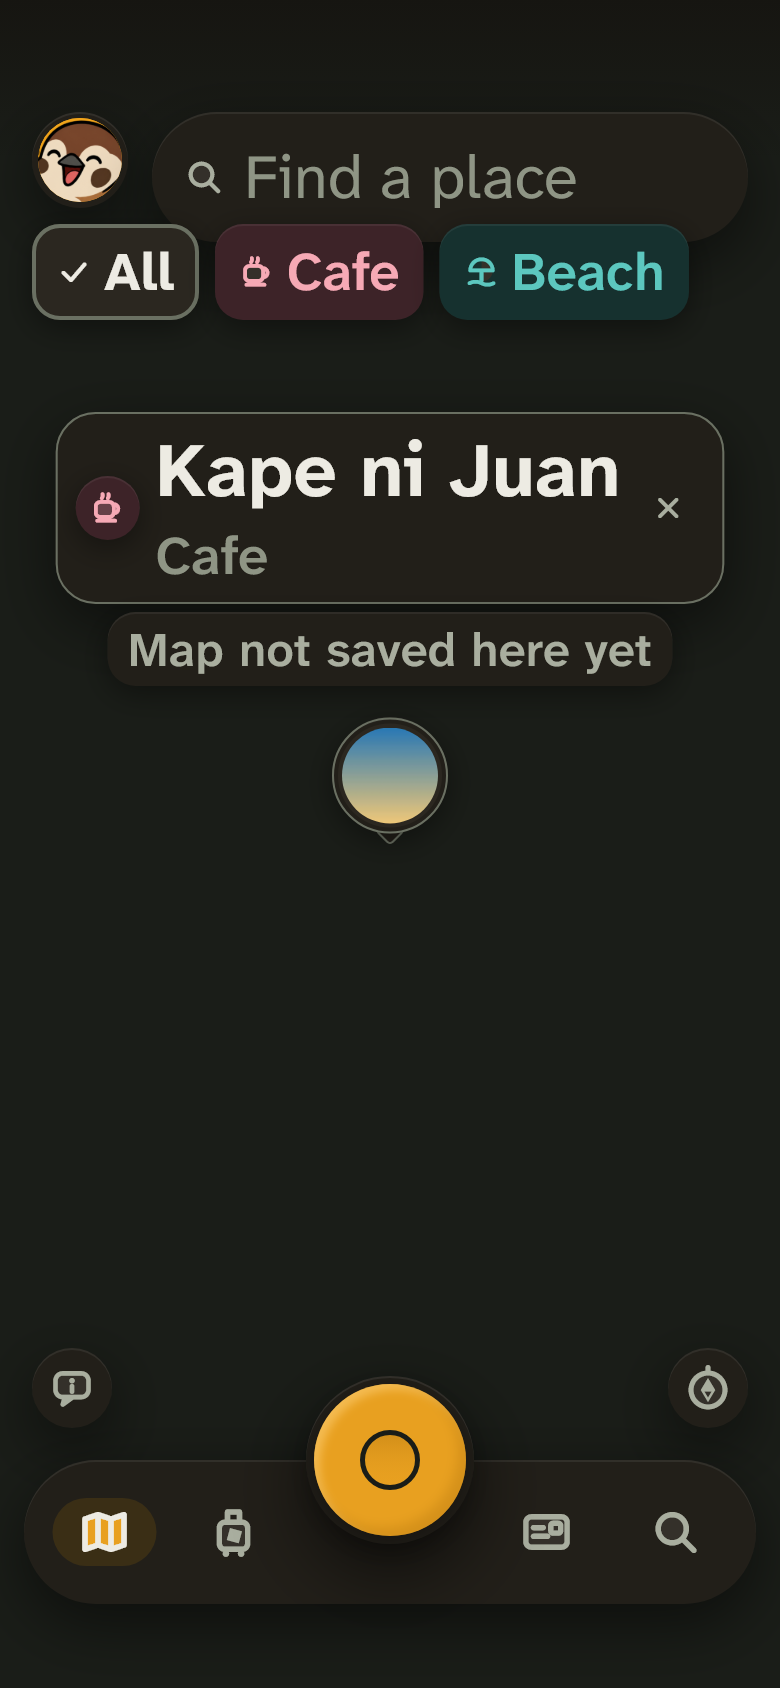 Find a place
All
Cafe
Beach
Kape ni Juan
Cafe
Map not saved here yet